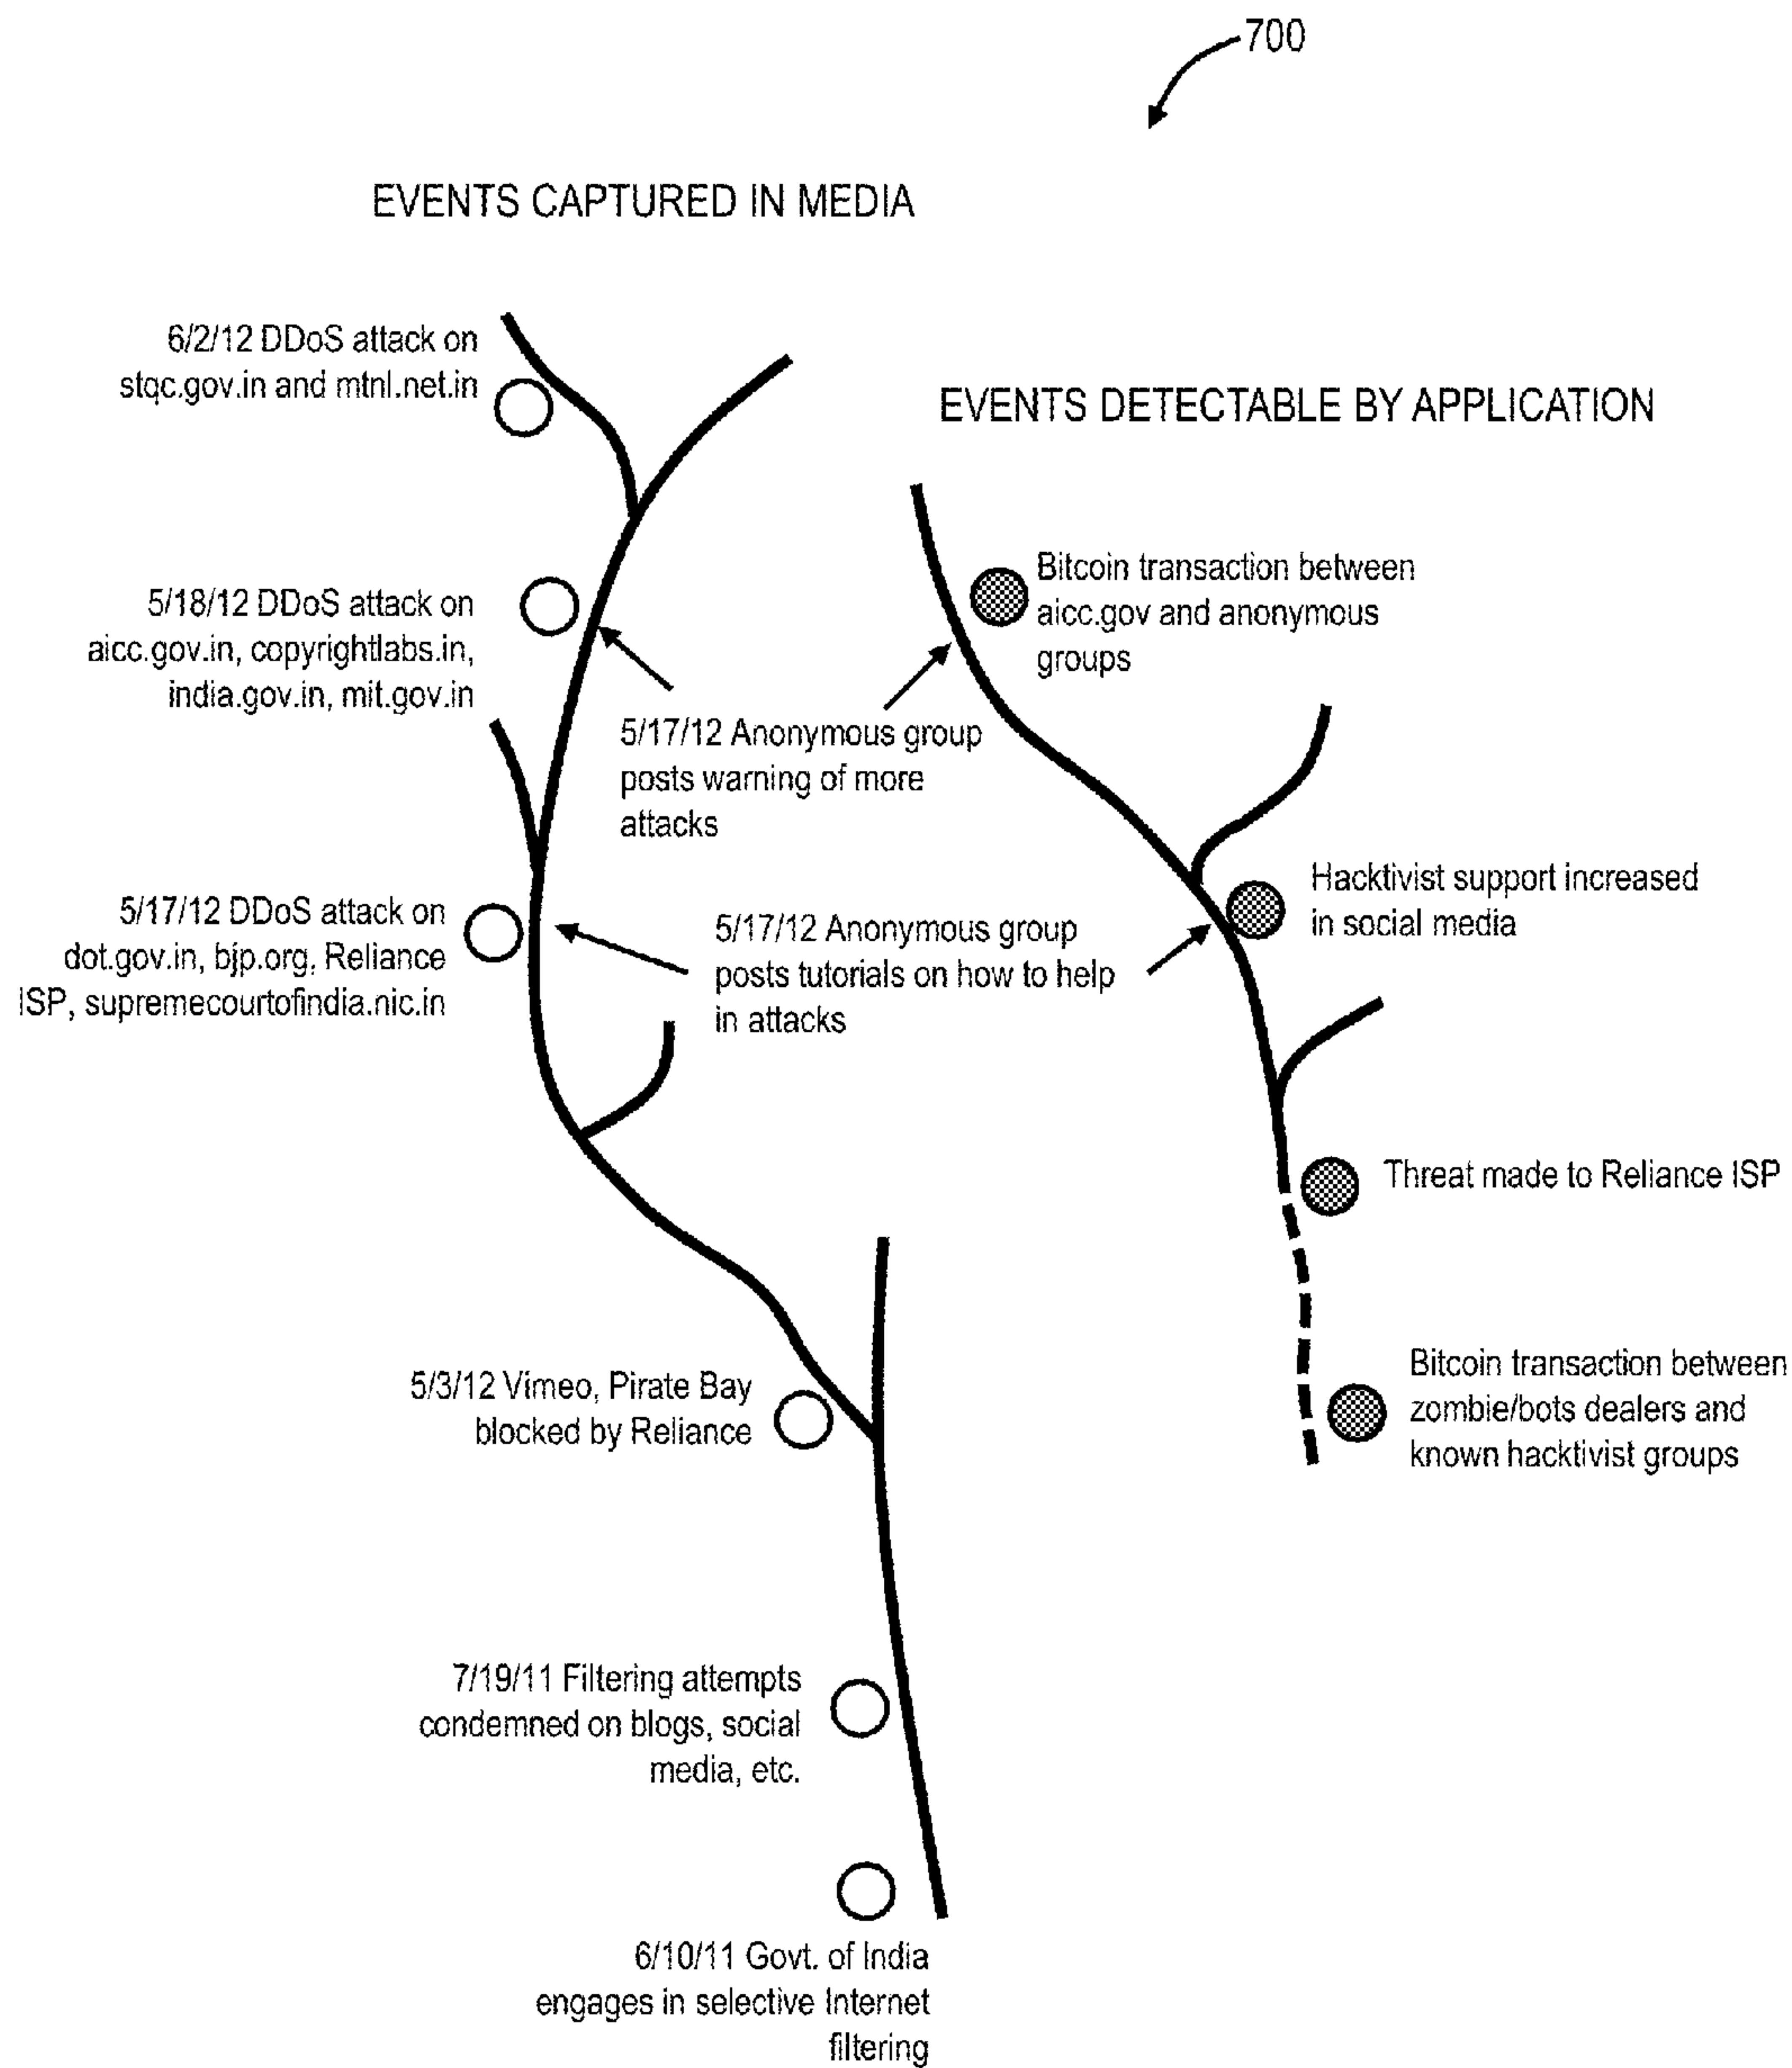 700
EVENTS CAPTURED IN MEDIA
6/2/12 DDoS attack on
stqc.gov.in and mtnl.net.in
EVENTS DETECTABLE BY APPLICATION
5/18/12 DDoS attack on
aicc.gov.in, copyrightlabs.in,
india.gov.in, mit.gov.in
Bitcoin transaction between
aicc.gov and anonymous
groups
5/17/12 Anonymous group
posts warning of more
attacks
5/17/12 DDoS attack on
dot.gov.in, bjp.org, Reliance
ISP, supremecourtofindia.nic.in
5/17/12 Anonymous group
posts tutorials on how to help
in attacks
Hacktivist support increased
in social media
Threat made to Reliance ISP
5/3/12 Vimeo, Pirate Bay
blocked by Reliance
Bitcoin transaction between
zombie/bots dealers and
known hacktivist groups
7/19/11 Filtering attempts
condemned on blogs, social
media, etc.
6/10/11 Govt. of India
engages in selective Internet
filtering